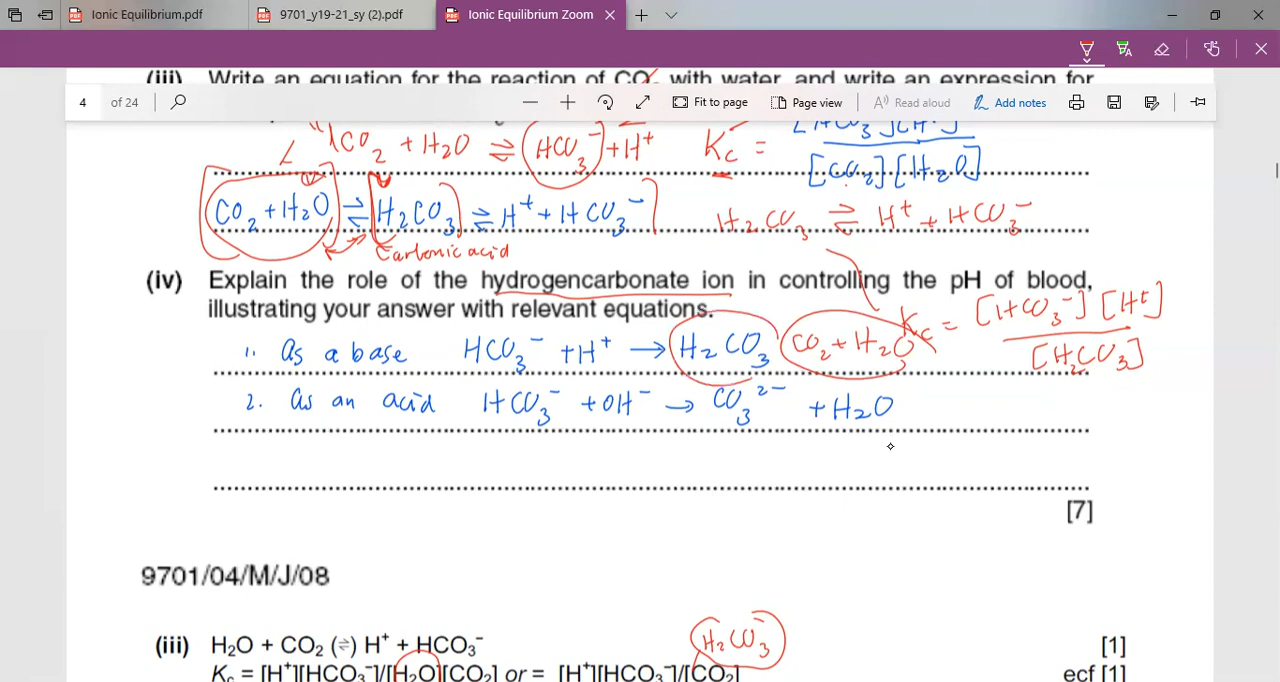 Ionic Equilibrium.pdf 9701_y19-21_sy (2).pdf Ionic Equilibrium Zoom
(iii) Write an equation for the reaction of CO2 with water, and write an expression for
4 of 24 Fit to page Page view Read aloud Add notes
CO2 + H2O ⇌ HCO3⁻ + H⁺ Kc = [HCO3⁻][H⁺]
[CO2][H2O]
CO2 + H2O ⇌ H2CO3 ⇌ H⁺ + HCO3⁻ H2CO3 ⇌ H⁺ + HCO3⁻
Carbonic acid
(iv) Explain the role of the hydrogencarbonate ion in controlling the pH of blood,
illustrating your answer with relevant equations.
Kc = [HCO3⁻] [H⁺]
[H2CO3]
1. As a base HCO3⁻ + H⁺ → H2CO3 CO2 + H2O
2. As an acid HCO3⁻ + OH⁻ → CO3²⁻ + H2O
[7]
9701/04/M/J/08
H2CO3
(iii) H2O + CO2 (⇌) H⁺ + HCO3⁻ [1]
Kc = [H⁺][HCO3⁻]/[H2O][CO2] or = [H⁺][HCO3⁻]/[CO2] ecf [1]